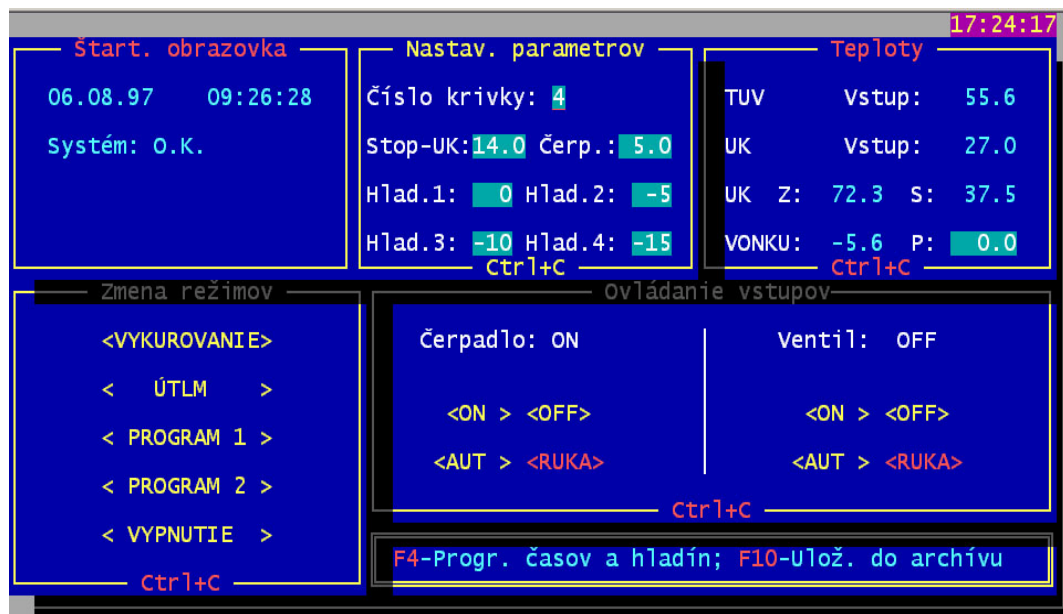 17:24:17
Štart. obrazovka
06.08.97 09:26:28
Systém: O.K.
Nastav. parametrov
Číslo krivky: 4
Stop-UK: 14.0 Čerp.: 5.0
Hlad.1: 0 Hlad.2: -5
Hlad.3: -10 Hlad.4: -15
Ctrl+C
Teploty
TUV Vstup: 55.6
UK Vstup: 27.0
UK Z: 72.3 S: 37.5
VONKU: -5.6 P: 0.0
Ctrl+C
Zmena režimov
<VYKUROVANIE>
< ÚTLM >
< PROGRAM 1 >
< PROGRAM 2 >
< VYPNUTIE >
Ctrl+C
Ovládanie vstupov
Čerpadlo: ON Ventil: OFF
<ON > <OFF> <ON > <OFF>
<AUT > <RUKA> <AUT > <RUKA>
Ctrl+C
F4-Progr. časov a hladín; F10-Ulož. do archívu